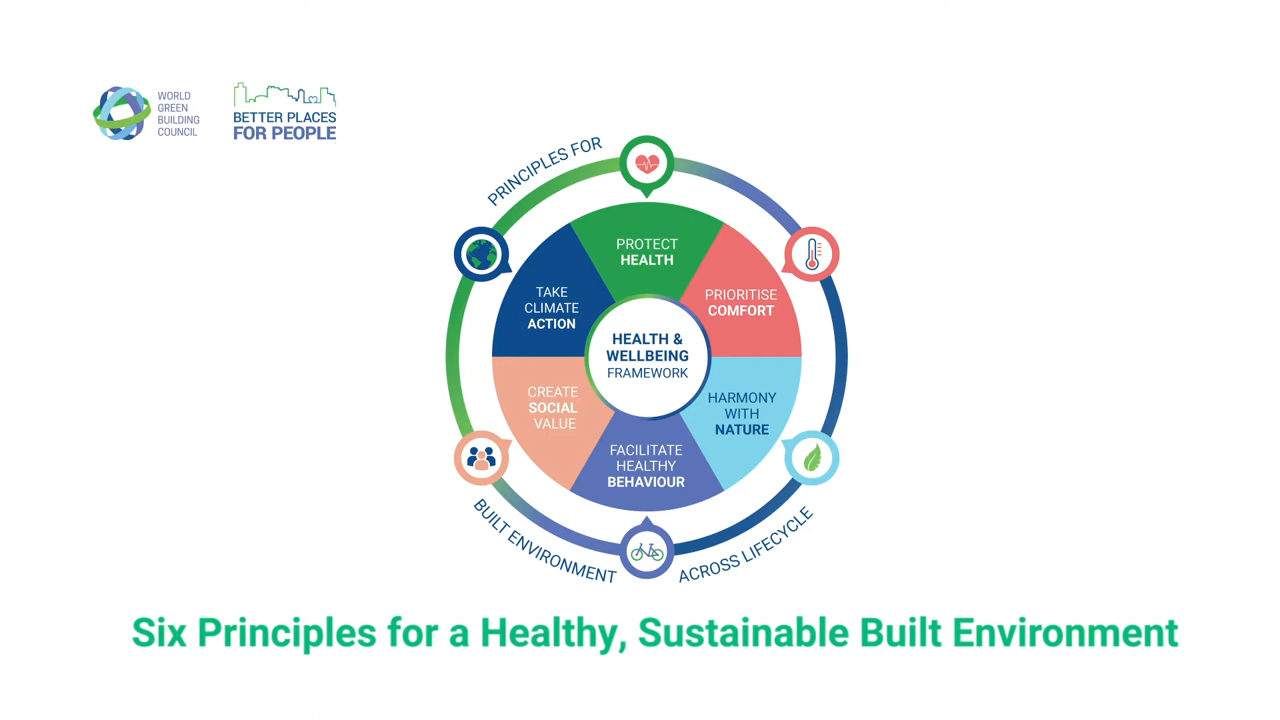 WORLD
GREEN
BUILDING
COUNCIL
BETTER PLACES
FOR PEOPLE
PRINCIPLES FOR
PROTECT
HEALTH
PRIORITISE
COMFORT
HARMONY
WITH
NATURE
FACILITATE
HEALTHY
BEHAVIOUR
CREATE
SOCIAL
VALUE
TAKE
CLIMATE
ACTION
HEALTH &
WELLBEING
FRAMEWORK
BUILT ENVIRONMENT
ACROSS LIFECYCLE
Six Principles for a Healthy, Sustainable Built Environment